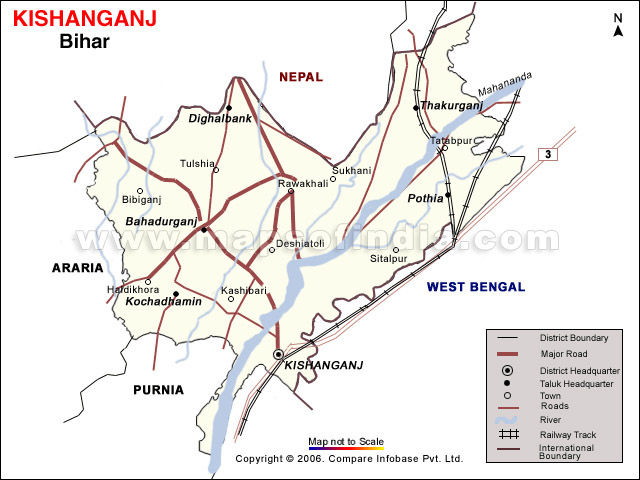 KISHANGANJ
Bihar
N
NEPAL
Mahananda
Thakurganj
Dighalbank
Tatabpur
3
Tulshia
Sukhani
Rawakhali
Bibiganj
Pothia
Bahadurganj
www.mapsofindia.com
Deshiatoli
Sitalpur
ARARIA
Haldikhora
Kashibari
WEST BENGAL
Kochadhamin
KISHANGANJ
PURNIA
District Boundary
Major Road
District Headquarter
Taluk Headquarter
Town
Roads
River
Railway Track
International
Boundary
Map not to Scale
Copyright © 2006. Compare Infobase Pvt. Ltd.